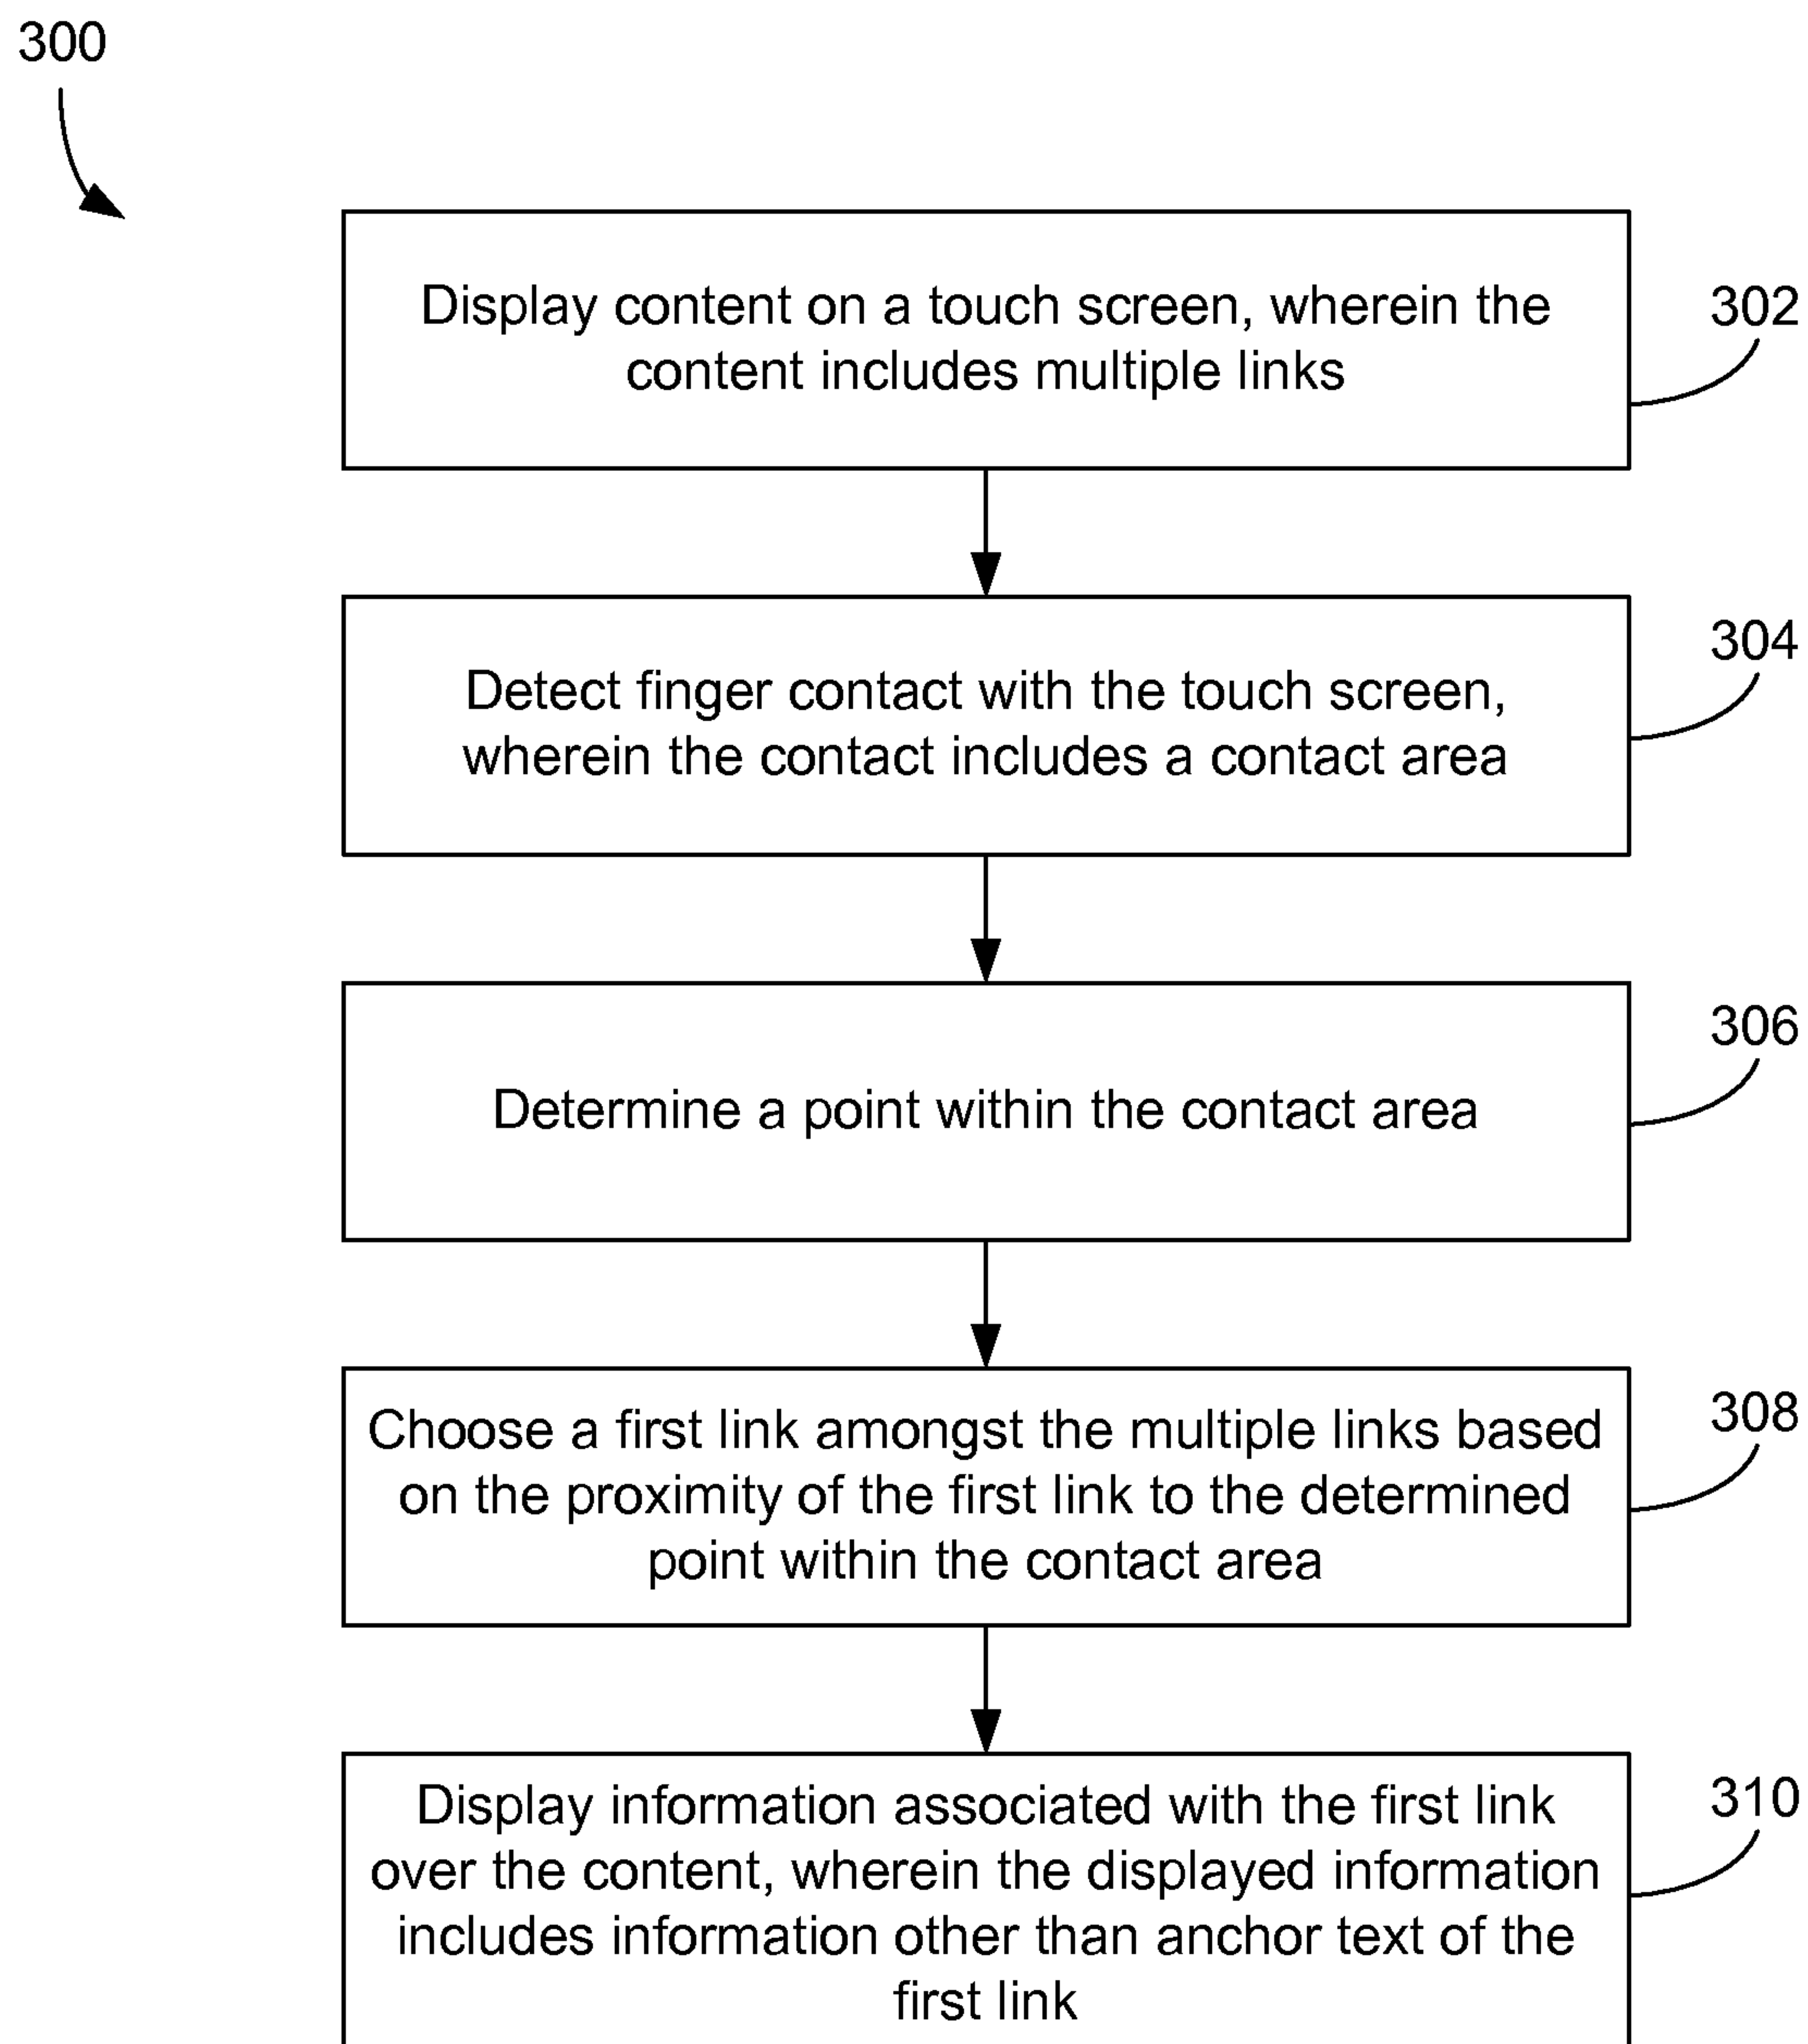 300
Display content on a touch screen, wherein the
content includes multiple links
302
Detect finger contact with the touch screen,
wherein the contact includes a contact area
304
Determine a point within the contact area
306
Choose a first link amongst the multiple links based
on the proximity of the first link to the determined
point within the contact area
308
Display information associated with the first link
over the content, wherein the displayed information
includes information other than anchor text of the
first link
310